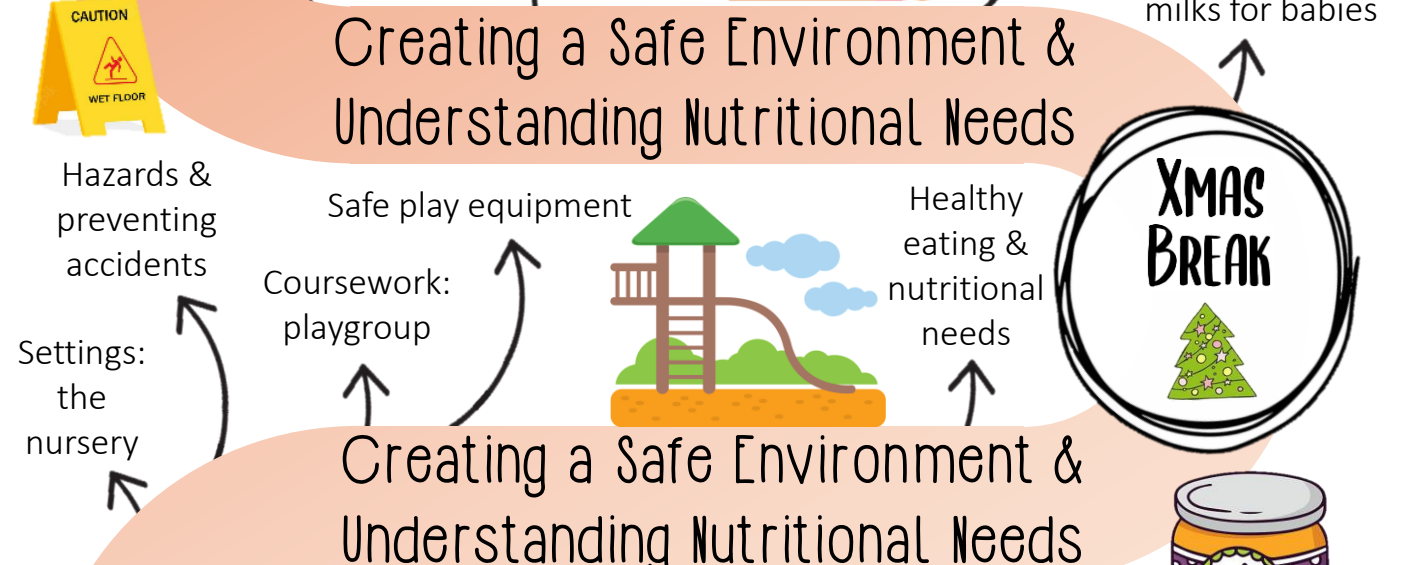 milks for babies
CAUTION
WET FLOOR
Creating a Safe Environment &
Understanding Nutritional Needs
Hazards &
preventing
accidents
Safe play equipment
Healthy
eating &
nutritional
needs
XMAS
BREAK
Coursework:
playgroup
Settings:
the
nursery
Creating a Safe Environment &
Understanding Nutritional Needs